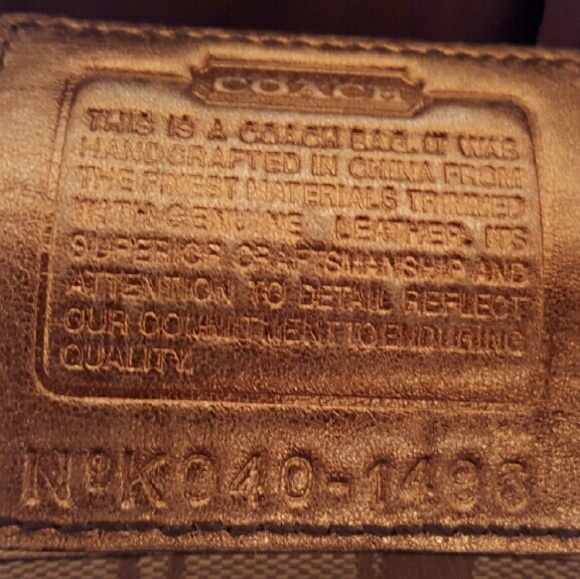 COACH
THIS IS A COACH BAG. IT WAS
HANDCRAFTED IN CHINA FROM
THE FINEST MATERIALS TRIMMED
WITH GENUINE LEATHER. ITS
SUPERIOR CRAFTSMANSHIP AND
ATTENTION TO DETAIL REFLECT
OUR COMMITMENT TO ENDURING
QUALITY.
Nº K040-1496